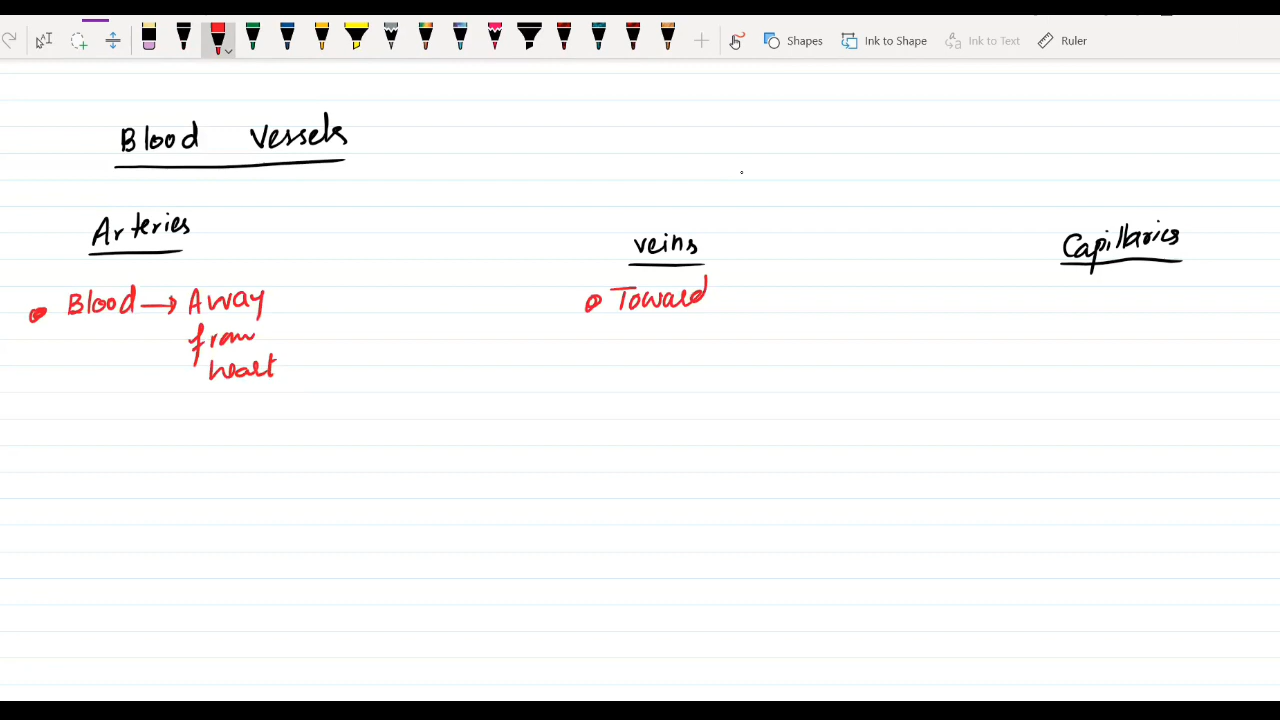 Shapes
Ink to Shape
Ink to Text
Ruler
Blood Vessels
Arteries
veins
Capillaries
Blood → Away
from
heart
Toward